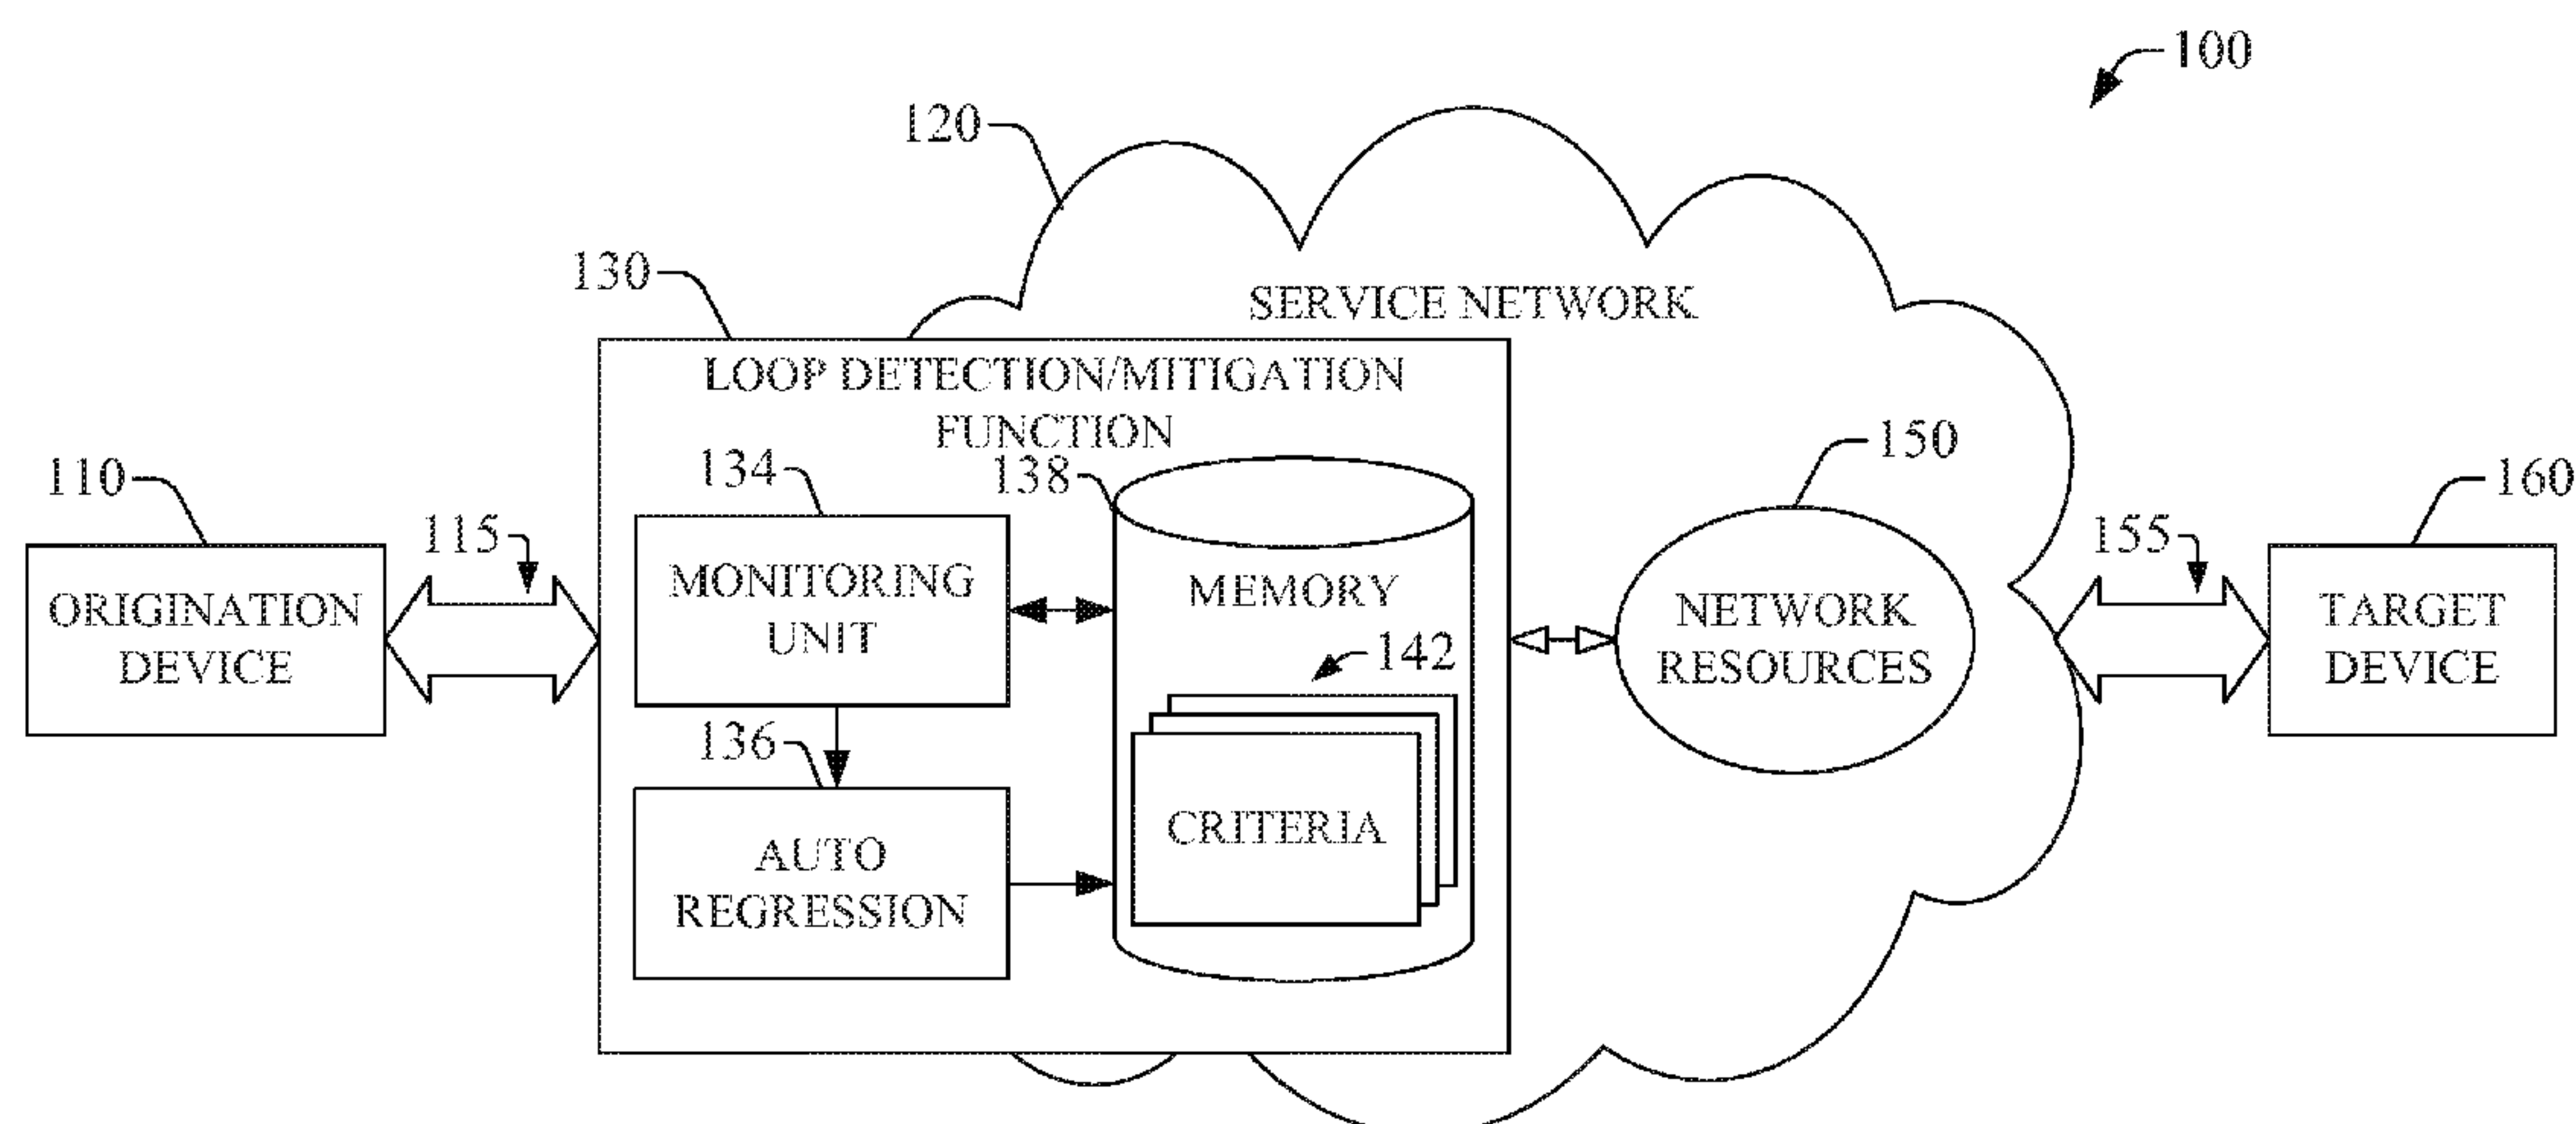 100
120
130
SERVICE NETWORK
LOOP DETECTION/MITIGATION
FUNCTION
110
134
138
150
160
115
155
ORIGINATION
DEVICE
MONITORING
UNIT
MEMORY
142
NETWORK
RESOURCES
TARGET
DEVICE
136
AUTO
REGRESSION
CRITERIA